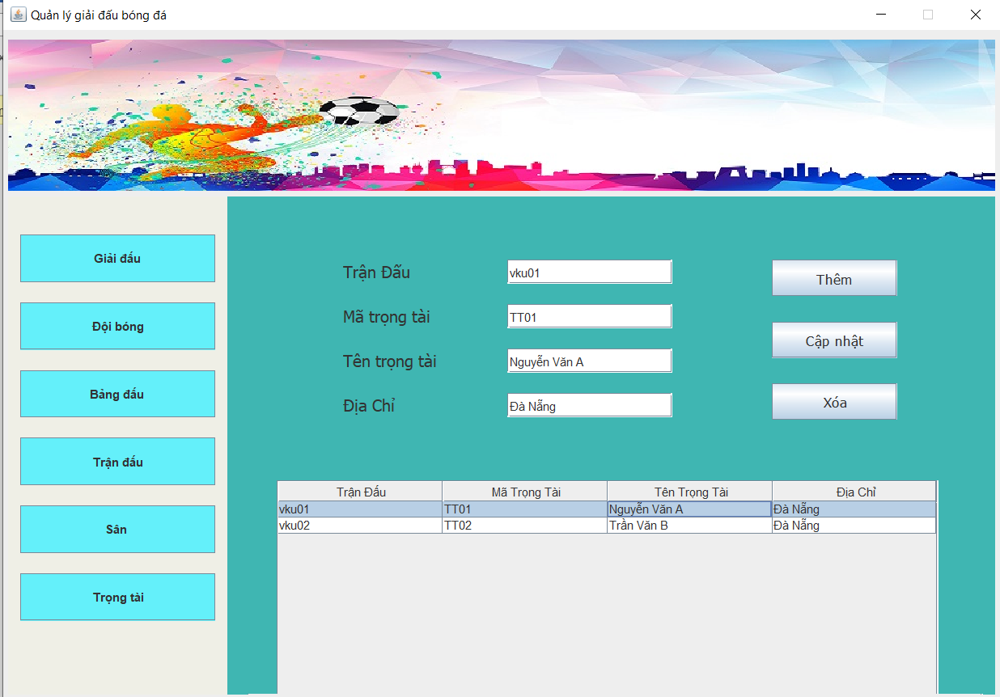 Quản lý giải đấu bóng đá
Giải đấu
Đội bóng
Bảng đấu
Trận đấu
Sân
Trọng tài
Trận Đấu vku01
Mã trọng tài TT01
Tên trọng tài Nguyễn Văn A
Địa Chỉ Đà Nẵng
Thêm
Cập nhật
Xóa
Trận Đấu Mã Trọng Tài Tên Trọng Tài Địa Chỉ
vku01 TT01 Nguyễn Văn A Đà Nẵng
vku02 TT02 Trần Văn B Đà Nẵng